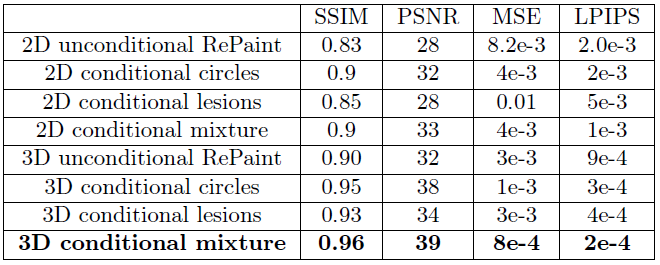 SSIM PSNR MSE LPIPS
2D unconditional RePaint 0.83 28 8.2e-3 2.0e-3
2D conditional circles 0.9 32 4e-3 2e-3
2D conditional lesions 0.85 28 0.01 5e-3
2D conditional mixture 0.9 33 4e-3 1e-3
3D unconditional RePaint 0.90 32 3e-3 9e-4
3D conditional circles 0.95 38 1e-3 3e-4
3D conditional lesions 0.93 34 3e-3 4e-4
3D conditional mixture 0.96 39 8e-4 2e-4